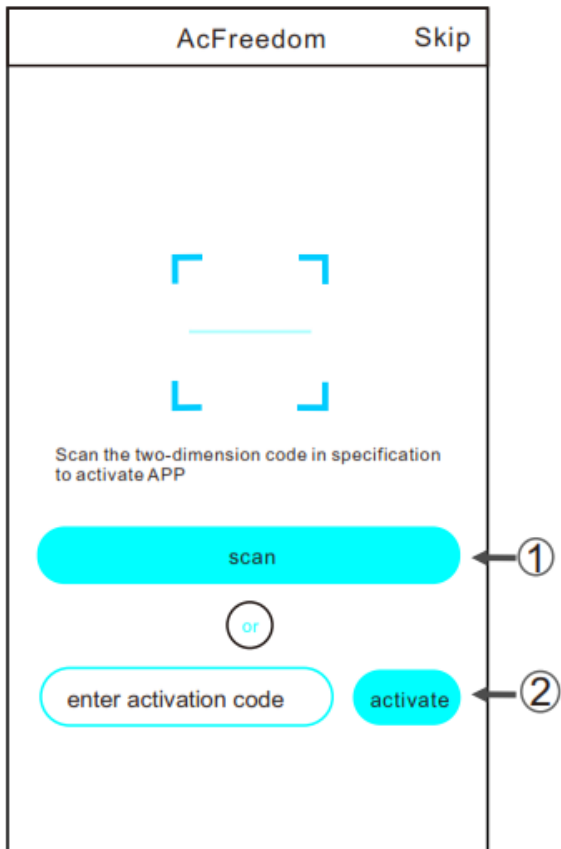 AcFreedom Skip
Scan the two-dimension code in specification
to activate APP
scan
①
or
enter activation code activate
②